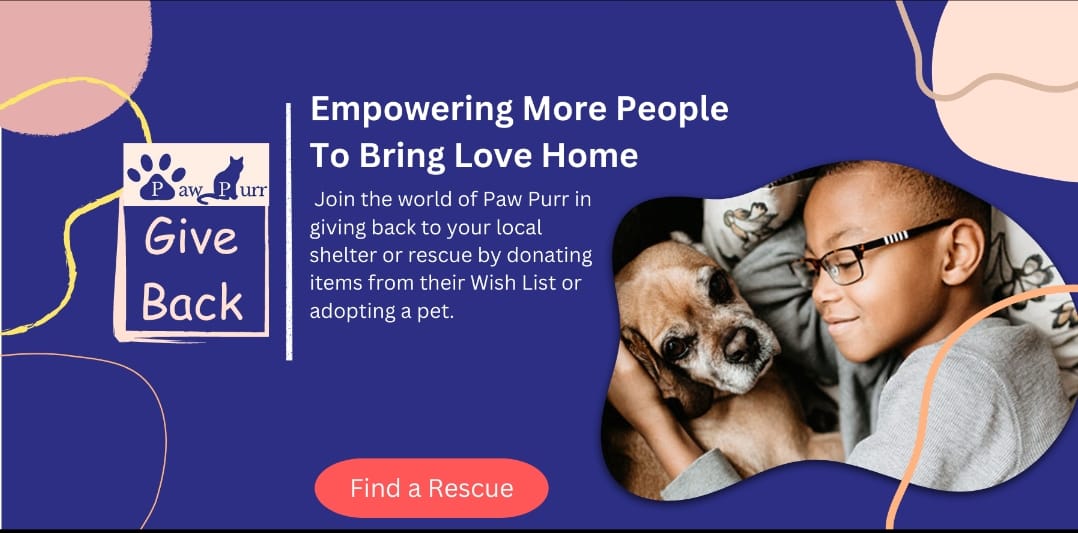 Paw Purr
Give
Back
Empowering More People
To Bring Love Home
Join the world of Paw Purr in
giving back to your local
shelter or rescue by donating
items from their Wish List or
adopting a pet.
Find a Rescue